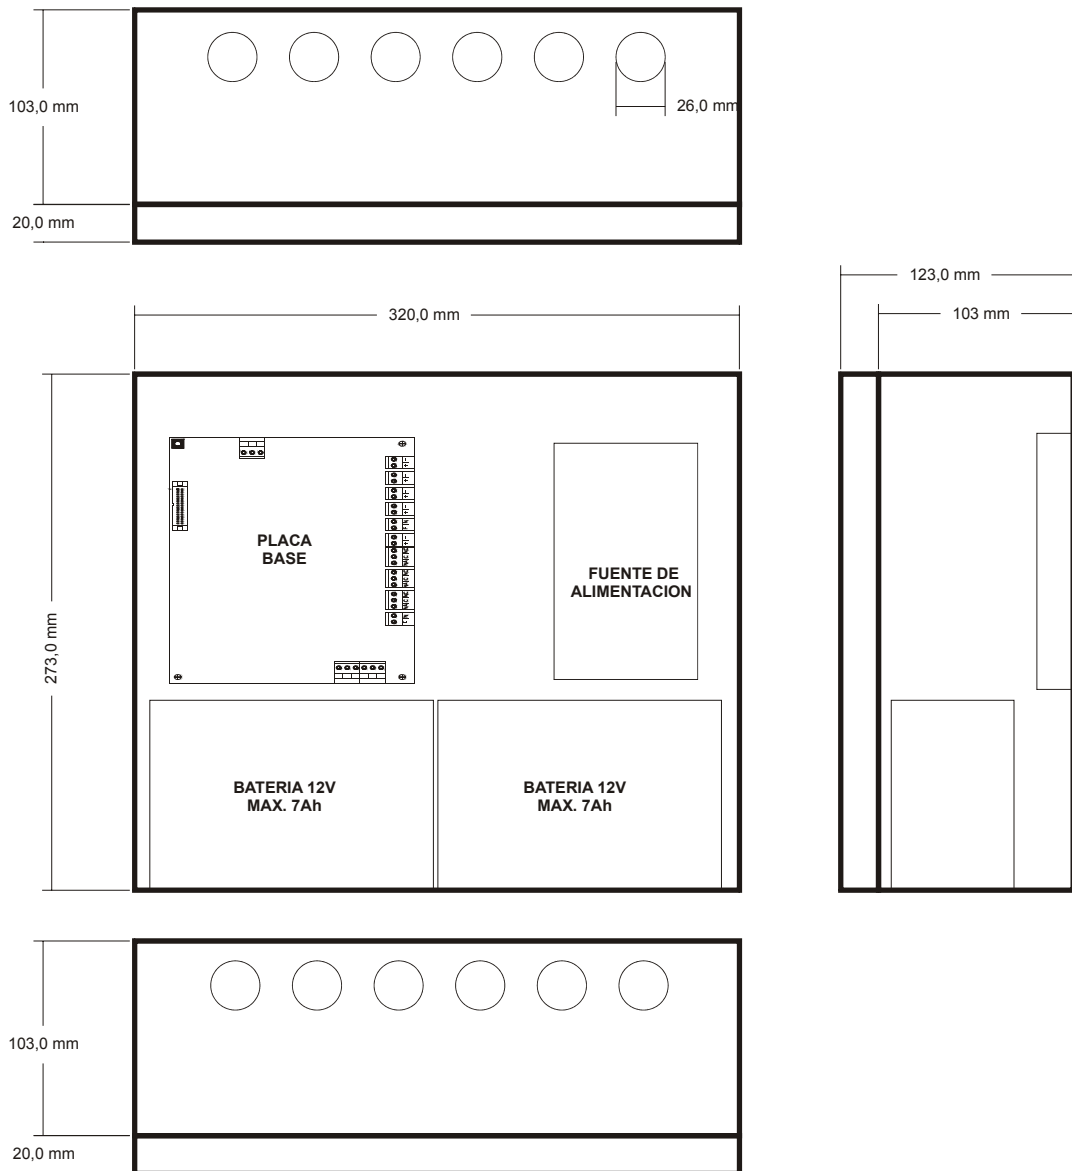 103,0 mm
26,0 mm
20,0 mm
123,0 mm
320,0 mm
103 mm
PLACA
BASE
FUENTE DE
ALIMENTACION
273,0 mm
BATERIA 12V
MAX. 7Ah
BATERIA 12V
MAX. 7Ah
103,0 mm
20,0 mm